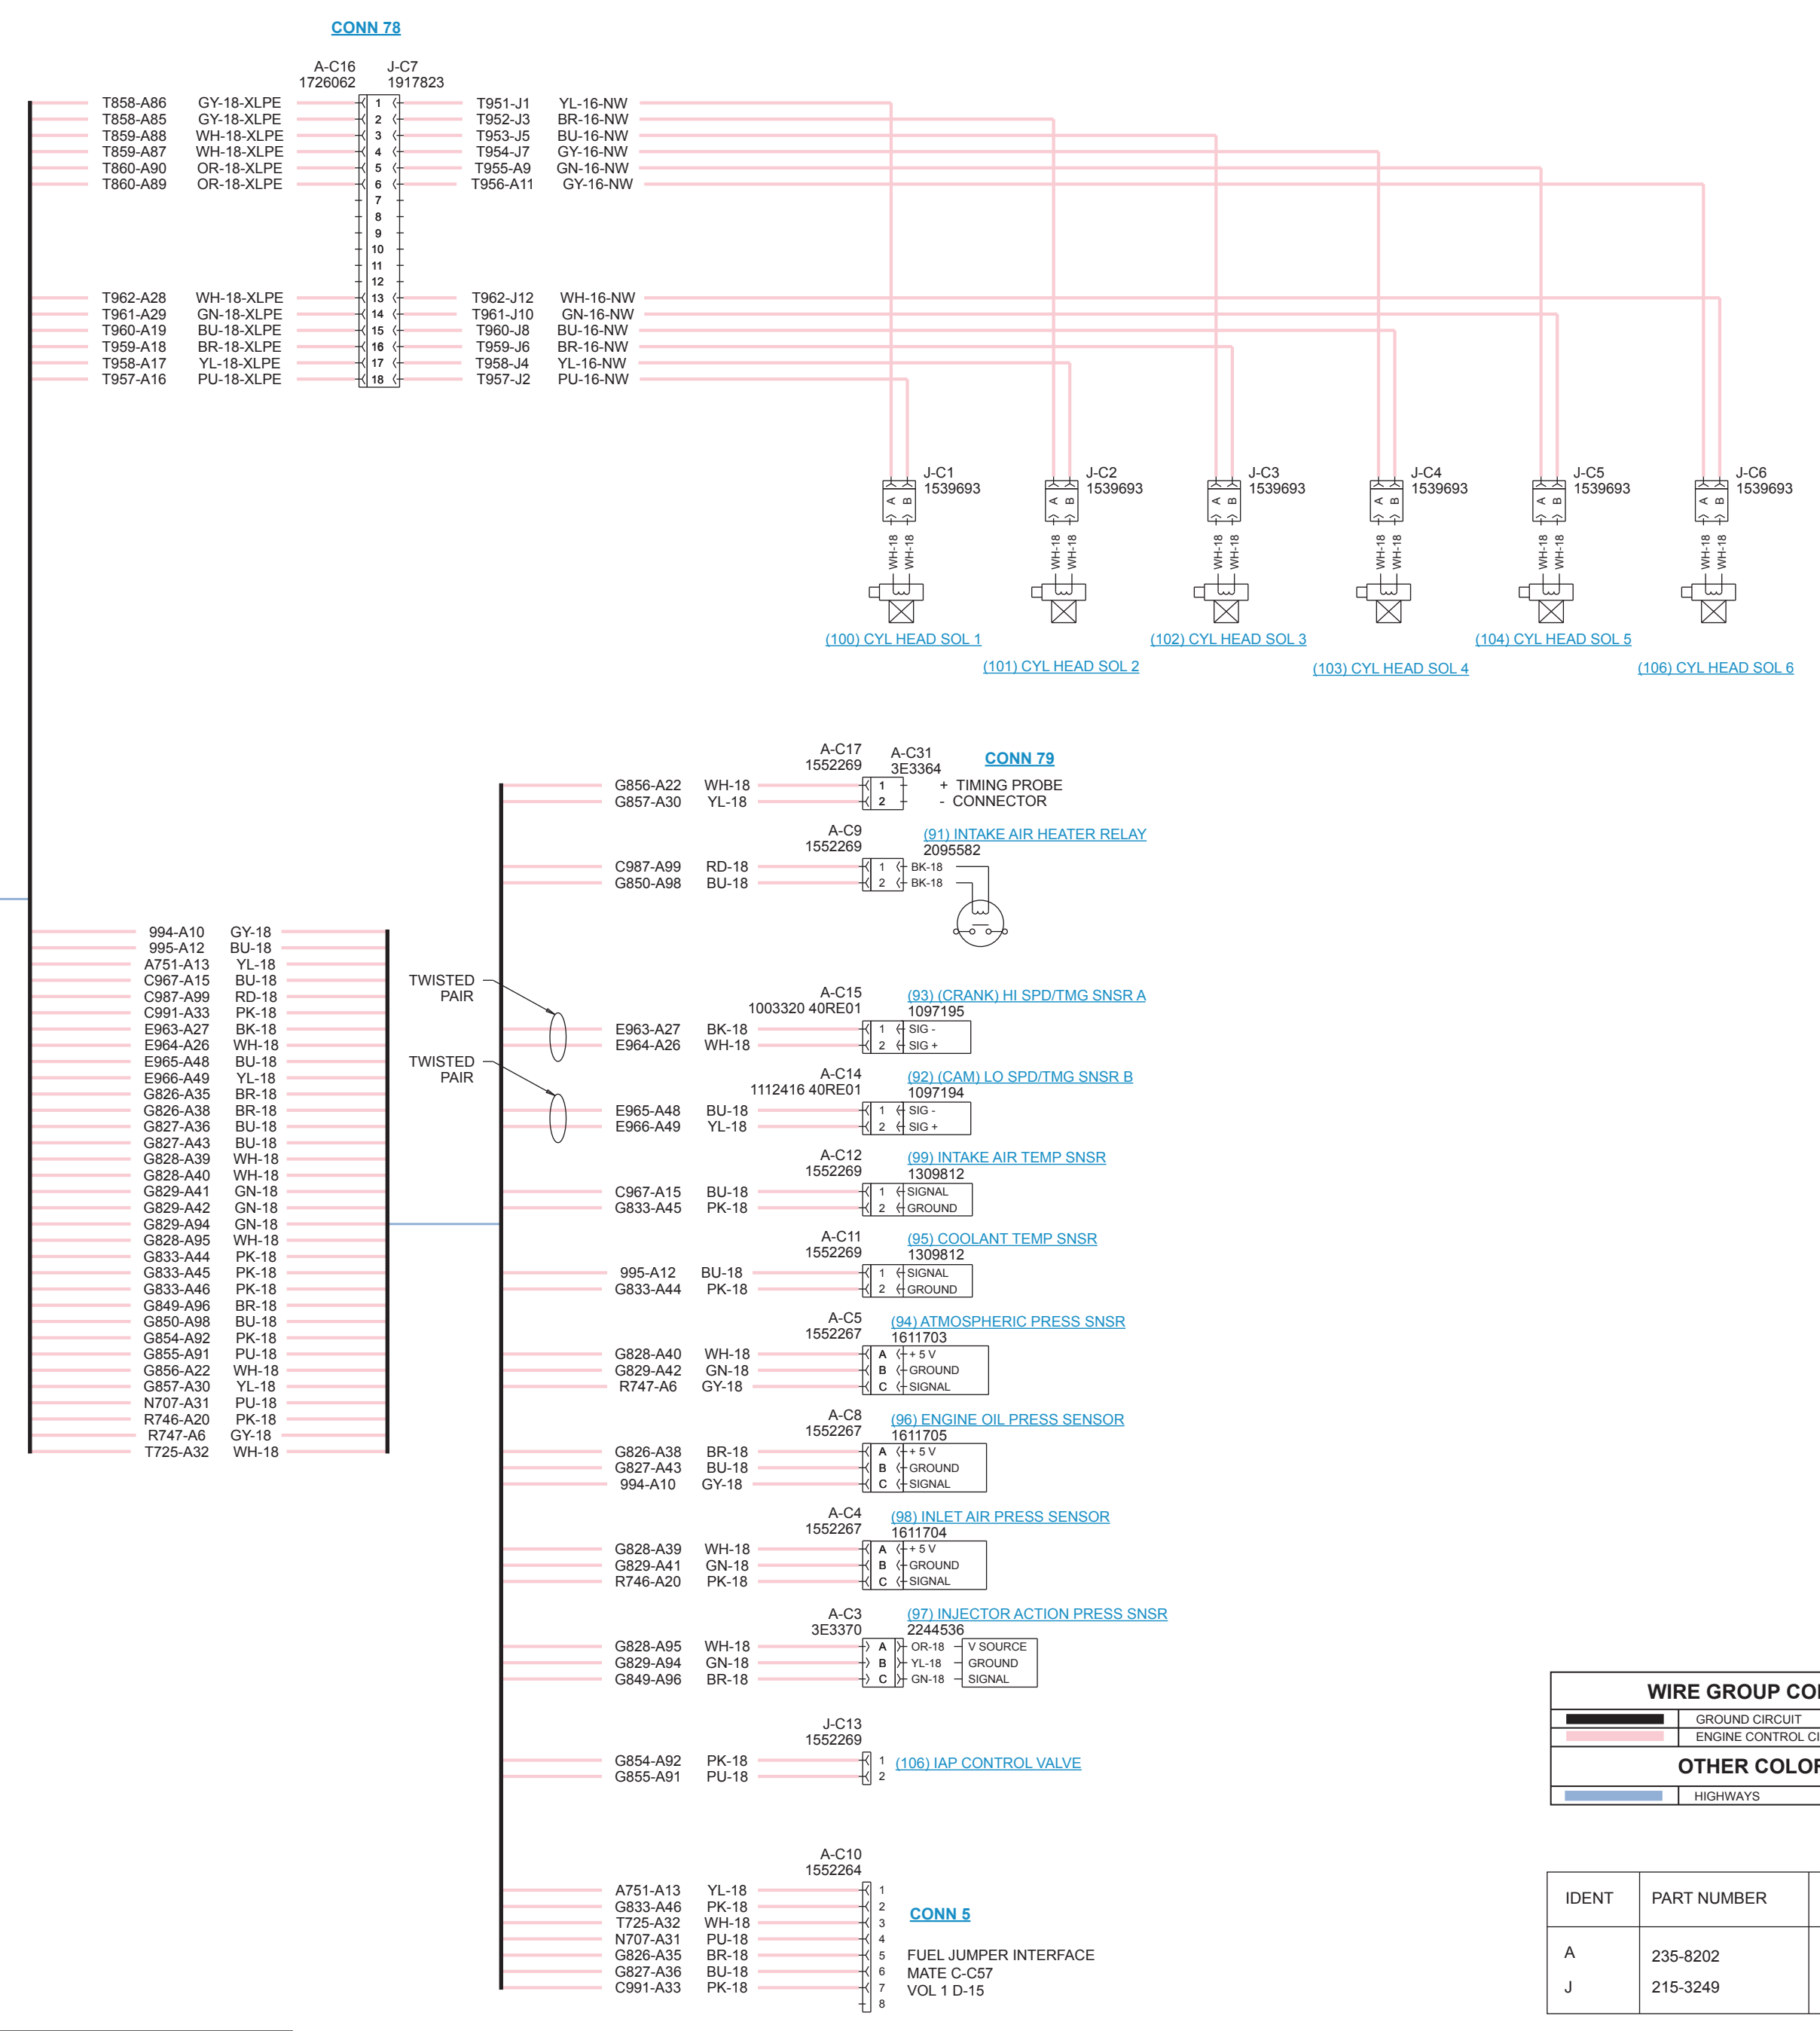 CONN 78
A-C16 J-C7
1726062 1917823
T858-A86 GY-18-XLPE 1 T951-J1 YL-16-NW
T858-A85 GY-18-XLPE 2 T952-J3 BR-16-NW
T859-A88 WH-18-XLPE 3 T953-J5 BU-16-NW
T859-A87 WH-18-XLPE 4 T954-J7 GY-16-NW
T860-A90 OR-18-XLPE 5 T955-A9 GN-16-NW
T860-A89 OR-18-XLPE 6 T956-A11 GY-16-NW
7
8
9
10
11
12
T962-A28 WH-18-XLPE 13 T962-J12 WH-16-NW
T961-A29 GN-18-XLPE 14 T961-J10 GN-16-NW
T960-A19 BU-18-XLPE 15 T960-J8 BU-16-NW
T959-A18 BR-18-XLPE 16 T959-J6 BR-16-NW
T958-A17 YL-18-XLPE 17 T958-J4 YL-16-NW
T957-A16 PU-18-XLPE 18 T957-J2 PU-16-NW
J-C1 J-C2 J-C3 J-C4 J-C5 J-C6
1539693 1539693 1539693 1539693 1539693 1539693
A B A B A B A B A B A B
WH-18 WH-18 WH-18 WH-18 WH-18 WH-18 WH-18 WH-18 WH-18 WH-18 WH-18 WH-18
(100) CYL HEAD SOL 1 (102) CYL HEAD SOL 3 (104) CYL HEAD SOL 5
(101) CYL HEAD SOL 2 (103) CYL HEAD SOL 4 (106) CYL HEAD SOL 6
994-A10 GY-18
995-A12 BU-18
A751-A13 YL-18
C967-A15 BU-18
C987-A99 RD-18
C991-A33 PK-18
E963-A27 BK-18
E964-A26 WH-18
E965-A48 BU-18
E966-A49 YL-18
G826-A35 BR-18
G826-A38 BR-18
G827-A36 BU-18
G827-A43 BU-18
G828-A39 WH-18
G828-A40 WH-18
G829-A41 GN-18
G829-A42 GN-18
G829-A94 GN-18
G828-A95 WH-18
G833-A44 PK-18
G833-A45 PK-18
G833-A46 PK-18
G849-A96 BR-18
G850-A98 BU-18
G854-A92 PK-18
G855-A91 PU-18
G856-A22 WH-18
G857-A30 YL-18
N707-A31 PU-18
R746-A20 PK-18
R747-A6 GY-18
T725-A32 WH-18
A-C17 A-C31 CONN 79
1552269 3E3364
G856-A22 WH-18 1 + TIMING PROBE
G857-A30 YL-18 2 - CONNECTOR
A-C9 (91) INTAKE AIR HEATER RELAY
1552269 2095582
C987-A99 RD-18 1 BK-18
G850-A98 BU-18 2 BK-18
TWISTED
PAIR
A-C15 (93) (CRANK) HI SPD/TMG SNSR A
1003320 40RE01 1097195
E963-A27 BK-18 1 SIG -
E964-A26 WH-18 2 SIG +
TWISTED
PAIR
A-C14 (92) (CAM) LO SPD/TMG SNSR B
1112416 40RE01 1097194
E965-A48 BU-18 1 SIG -
E966-A49 YL-18 2 SIG +
A-C12 (99) INTAKE AIR TEMP SNSR
1552269 1309812
C967-A15 BU-18 1 SIGNAL
G833-A45 PK-18 2 GROUND
A-C11 (95) COOLANT TEMP SNSR
1552269 1309812
995-A12 BU-18 1 SIGNAL
G833-A44 PK-18 2 GROUND
A-C5 (94) ATMOSPHERIC PRESS SNSR
1552267 1611703
G828-A40 WH-18 A + 5 V
G829-A42 GN-18 B GROUND
R747-A6 GY-18 C SIGNAL
A-C8 (96) ENGINE OIL PRESS SENSOR
1552267 1611705
G826-A38 BR-18 A + 5 V
G827-A43 BU-18 B GROUND
994-A10 GY-18 C SIGNAL
A-C4 (98) INLET AIR PRESS SENSOR
1552267 1611704
G828-A39 WH-18 A + 5 V
G829-A41 GN-18 B GROUND
R746-A20 PK-18 C SIGNAL
A-C3 (97) INJECTOR ACTION PRESS SNSR
3E3370 2244536
G828-A95 WH-18 A OR-18 V SOURCE
G829-A94 GN-18 B YL-18 GROUND
G849-A96 BR-18 C GN-18 SIGNAL
J-C13
1552269
G854-A92 PK-18 1 (106) IAP CONTROL VALVE
G855-A91 PU-18 2
A-C10
1552264
A751-A13 YL-18 1
G833-A46 PK-18 2
T725-A32 WH-18 3
N707-A31 PU-18 4
G826-A35 BR-18 5
G827-A36 BU-18 6
C991-A33 PK-18 7
8
CONN 5
FUEL JUMPER INTERFACE
MATE C-C57
VOL 1 D-15
WIRE GROUP
GROUND CIRCUIT
ENGINE CONTROL
OTHER
HIGHWAYS
IDENT PART NUMBER
A 235-8202
J 215-3249